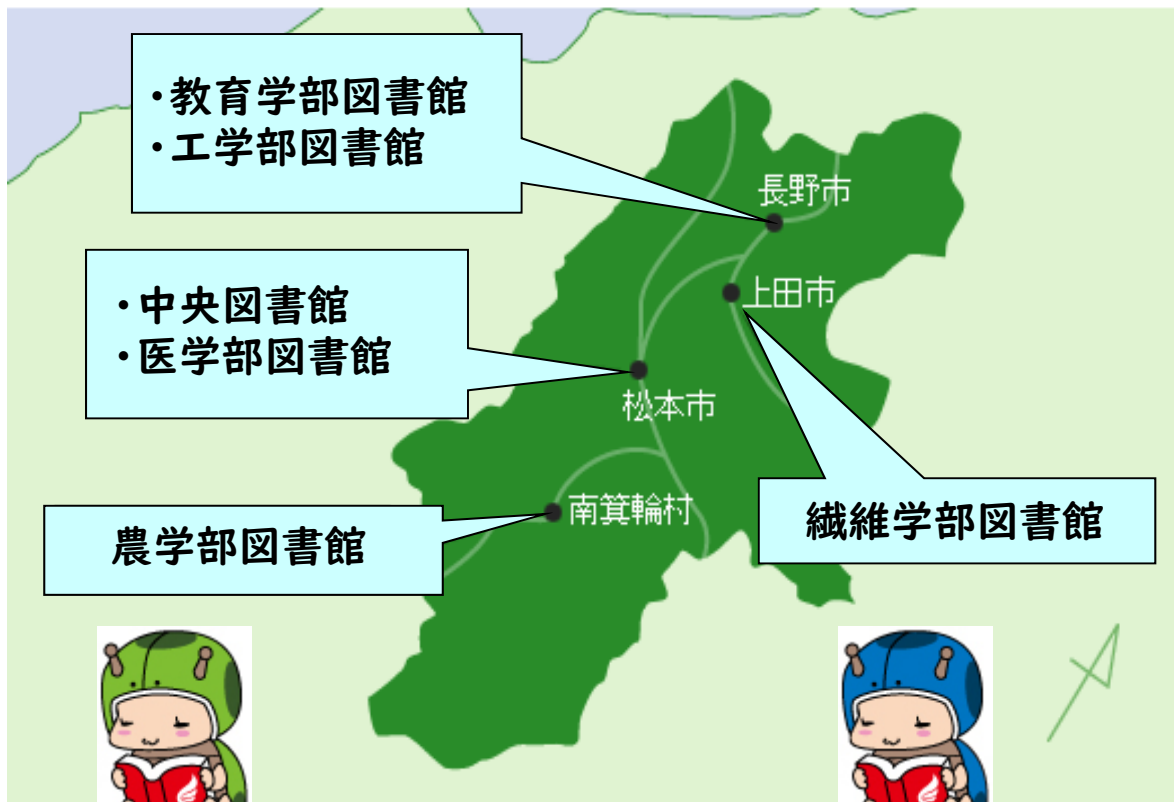 ・教育学部図書館
・工学部図書館
長野市
上田市
・中央図書館
・医学部図書館
松本市
南箕輪村
農学部図書館
繊維学部図書館